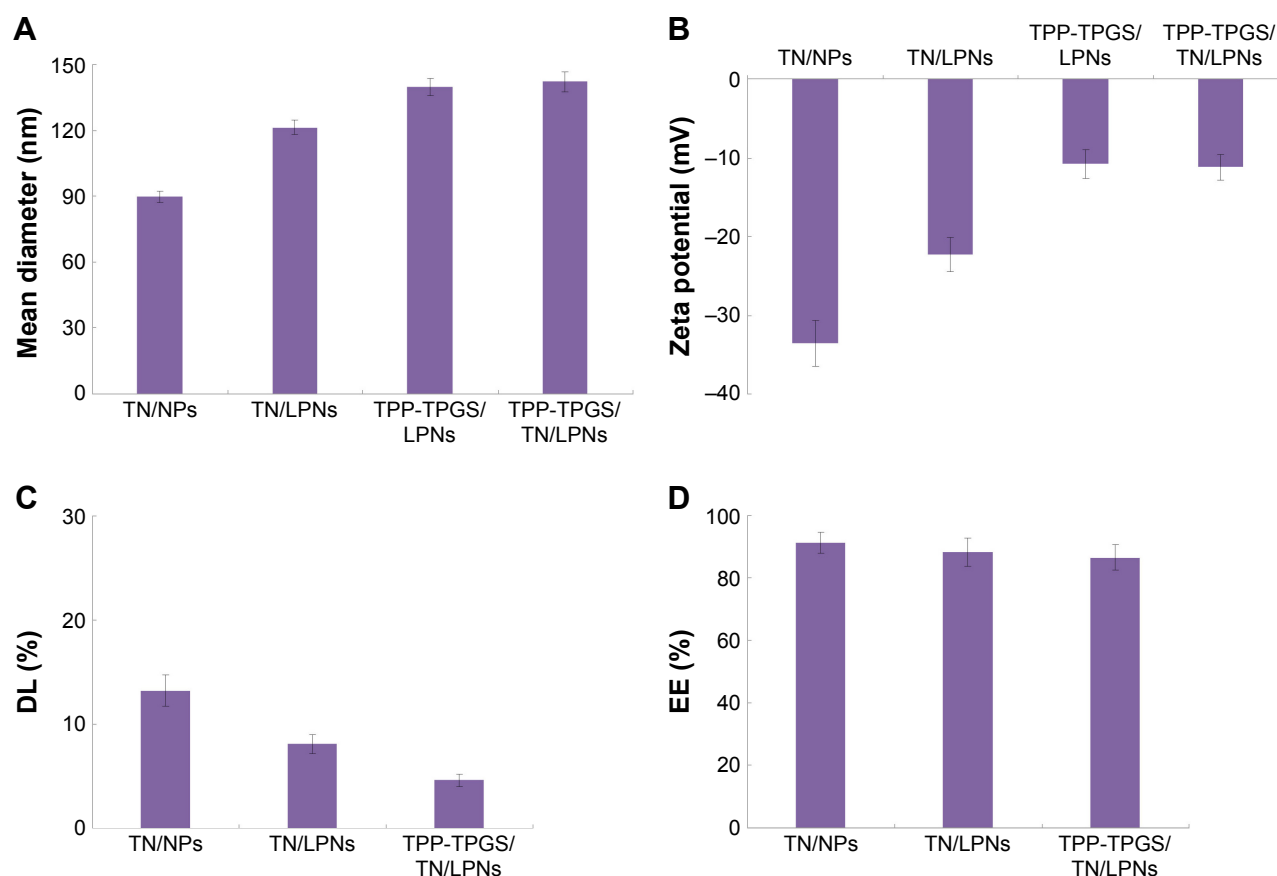 A
Mean diameter (nm)
150
120
90
60
30
0
TN/NPs
TN/LPNs
TPP-TPGS/
LPNs
TPP-TPGS/
TN/LPNs
B
Zeta potential (mV)
TN/NPs
TN/LPNs
TPP-TPGS/
LPNs
TPP-TPGS/
TN/LPNs
0
–10
–20
–30
–40
C
DL (%)
30
20
10
0
TN/NPs
TN/LPNs
TPP-TPGS/
TN/LPNs
D
EE (%)
100
80
60
40
20
0
TN/NPs
TN/LPNs
TPP-TPGS/
TN/LPNs